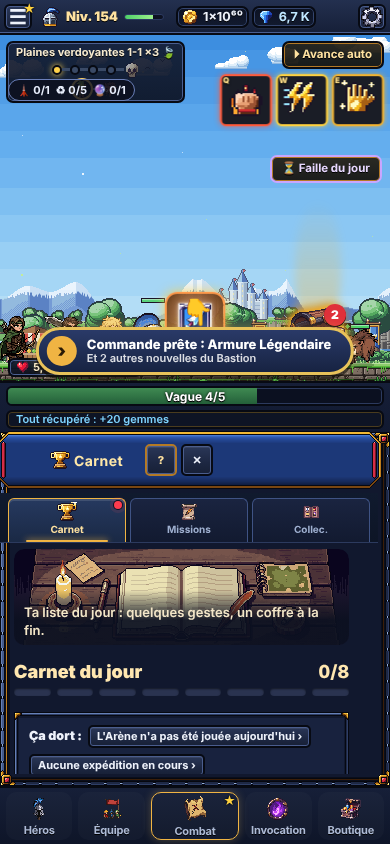 Niv. 154
1×10⁶⁰
6,7 K
Plaines verdoyantes 1-1 ×3
0/1
0/5
0/1
Avance auto
Q
W
E
Faille du jour
2
Commande prête : Armure Légendaire
Et 2 autres nouvelles du Bastion
Vague 4/5
Tout récupéré : +20 gemmes
Carnet
?
×
Carnet
Missions
Collec.
Ta liste du jour : quelques gestes, un coffre à la
fin.
Carnet du jour
0/8
Ça dort :
L'Arène n'a pas été jouée aujourd'hui ›
Aucune expédition en cours ›
Héros
Équipe
Combat
Invocation
Boutique